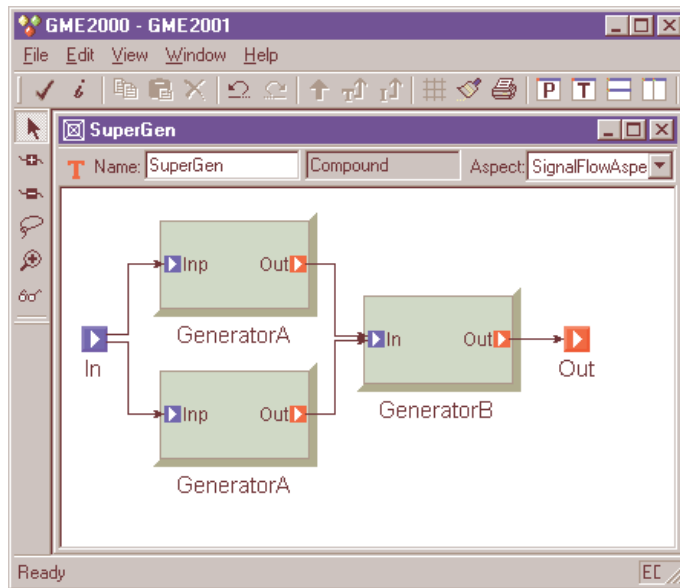 GME2000 - GME2001
File Edit View Window Help
P T
SuperGen
T Name: SuperGen Compound Aspect: SignalFlowAspe
Inp Out
GeneratorA
In Out
In
Out
GeneratorB
Inp Out
GeneratorA
Ready EC